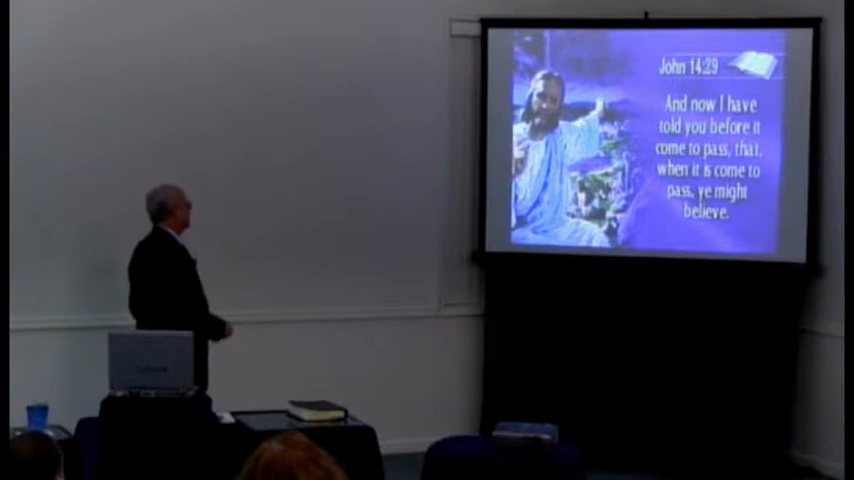 John 14:29
And now I have
told you before it
come to pass, that,
when it is come to
pass, ye might
believe.